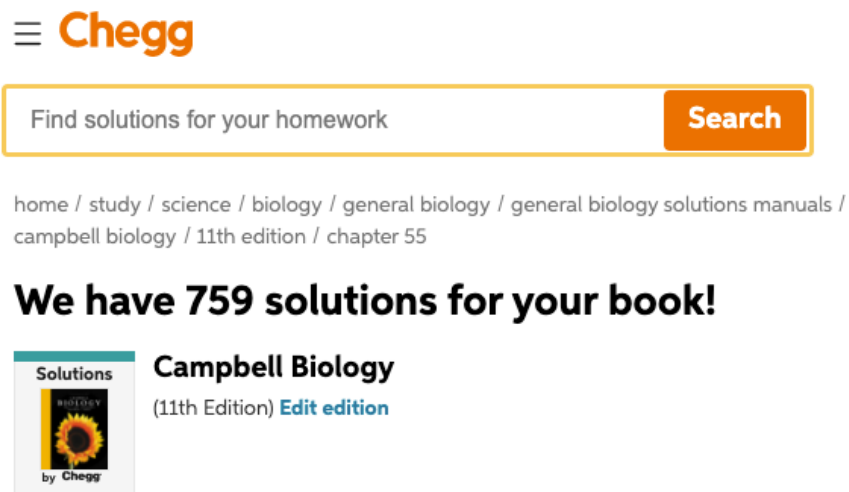 Chegg
Find solutions for your homework
Search
home / study / science / biology / general biology / general biology solutions manuals /
campbell biology / 11th edition / chapter 55
We have 759 solutions for your book!
Solutions
BIOLOGY
by Chegg
Campbell Biology
(11th Edition) Edit edition